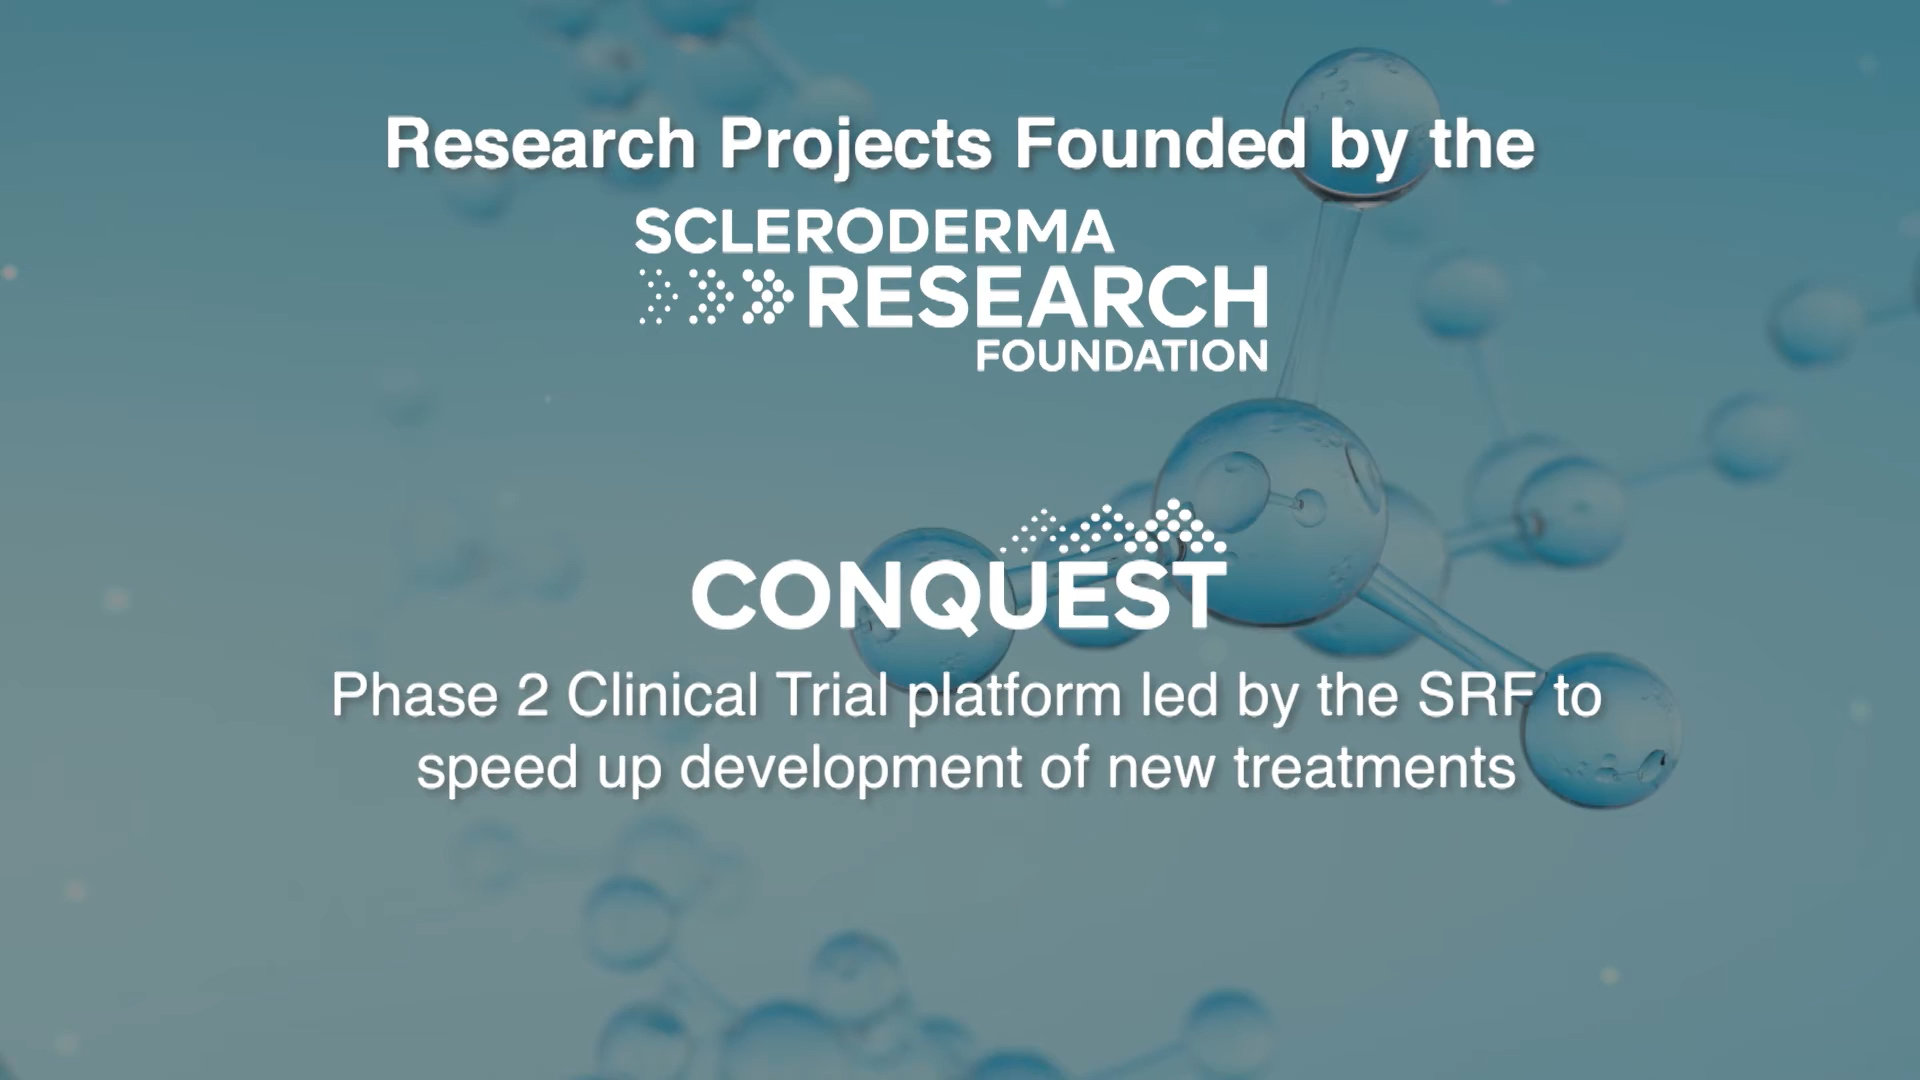 Research Projects Founded by the
SCLERODERMA
RESEARCH
FOUNDATION
CONQUEST
Phase 2 Clinical Trial platform led by the SRF to
speed up development of new treatments